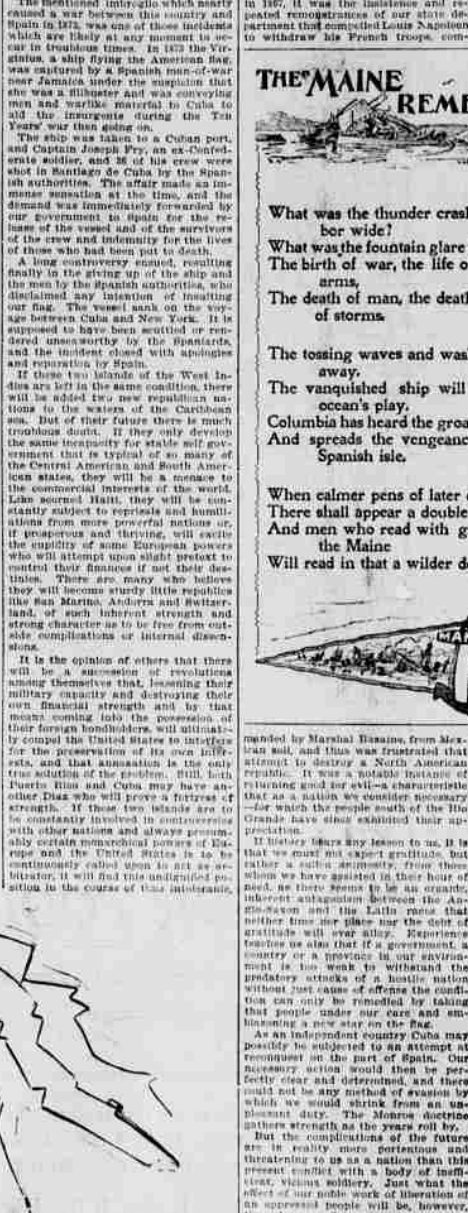 The mentioned imbroglio which nearly
caused a war between this country and
Spain in 1873, was one of those incidents
which are likely at any moment to oc-
cur in troublous times. In 1873 the Vir-
ginius, a ship flying the American flag,
was captured by a Spanish man-of-war
near Jamaica under the suspicion that
she was a filibuster and was conveying
men and warlike material to Cuba to
aid the insurgents during the Ten
Years' war then going on.
The ship was taken to a Cuban port,
and Captain Joseph Fry, an ex-Confed-
erate soldier, and 36 of his crew were
shot in Santiago de Cuba by the Span-
ish authorities. The affair made an im-
mense sensation at the time, and the
demand was immediately forwarded by
our government to Spain for the re-
lease of the vessel and of the survivors
of the crew and indemnity for the lives
of those who had been put to death.
A long controversy ensued, resulting
finally in the giving up of the ship and
the men by the Spanish authorities, who
disclaimed any intention of insulting
our flag. The vessel sank on the voy-
age between Cuba and New York. It is
supposed to have been scuttled or ren-
dered unseaworthy by the Spaniards,
and the incident closed with apologies
and reparation by Spain.
If these two islands of the West In-
dies are left in the same condition, there
will be added two new republican na-
tions to the waters of the Caribbean
sea. But of their future there is much
troublous doubt. If they only develop
the same incapacity for stable self gov-
ernment that is typical of so many of
the Central American and South Amer-
ican states, they will be a menace to
the commercial interests of the world.
Like scourned Haiti, they will be con-
stantly subject to reprisals and humili-
ations from more powerful nations or,
if prosperous and thriving, will excite
the cupidity of some European powers
who will attempt upon slight pretext to
control their finances if not their des-
tinies. There are many who believe
they will become sturdy little republics
like San Marino, Andorra and Switzer-
land, of such inherent strength and
strong character as to be free from out-
side complications or internal dissen-
sions.
It is the opinion of others that there
will be a succession of revolutions
among themselves that, lessening their
military capacity and destroying their
own financial strength and by that
means coming into the possession of
their foreign bondholders, will ultimate-
ly compel the United States to interfere
for the preservation of its own inter-
ests, and that annexation is the only
true solution of the problem. Still, both
Puerto Rico and Cuba may have an-
other Diaz who will prove a fortress of
strength. If these two islands are to
be constantly involved in controversies
with other nations and always presum-
ably certain monarchical powers of Eu-
rope and the United States is to be
continuously called upon to act as ar-
bitrator, it will find this undignified po-
sition in the course of time intolerable,
In 1867, it was the insistence and re-
peated remonstrances of our state de-
partment that compelled Louis Napoleon
to withdraw his French troops, com-
THE MAINE
REME
What was the thunder crash
bor wide?
What was the fountain glare
The birth of war, the life o
arms,
The death of man, the death
of storms.
The tossing waves and was
away.
The vanquished ship will
ocean's play.
Columbia has heard the groa
And spreads the vengeance
Spanish isle.
When calmer pens of later
There shall appear a double
And men who read with g
the Maine
Will read in that a wilder d
MAI
manded by Marshal Bazaine, from Mex-
ican soil, and thus was frustrated that
attempt to destroy a North American
republic. It was a notable instance of
returning good for evil—a characteristic
that as a nation we consider necessary
—for which the people south of the Rio
Grande have since exhibited their ap-
preciation.
If history bears any lesson to us, it is
that we must not expect gratitude, but
rather a sullen animosity, from those
whom we have assisted in their hour of
need, as there seems to be an organic,
inherent antagonism between the An-
glo-Saxon and the Latin races that
neither time nor place nor the debt of
gratitude will ever allay. Experience
teaches us also that if a government, a
country or a province in our environ-
ment is too weak to withstand the
predatory attacks of a hostile nation
without just cause of offense the condi-
tion can only be remedied by taking
that people under our care and em-
blazoning a new star on the flag.
As an independent country Cuba may
possibly be subjected to an attempt at
reconquest on the part of Spain. Our
necessary action would then be per-
fectly clear and determined, and there
could not be any method of evasion by
which we would shrink from an un-
pleasant duty. The Monroe doctrine
gathers strength as the years roll by.
But the complications of the future
are in reality more portentous and
threatening to us as a nation than this
present conflict with a body of ineffi-
cient, vicious soldiery. Just what the
effect of our noble work of liberation of
an oppressed people will be, however,